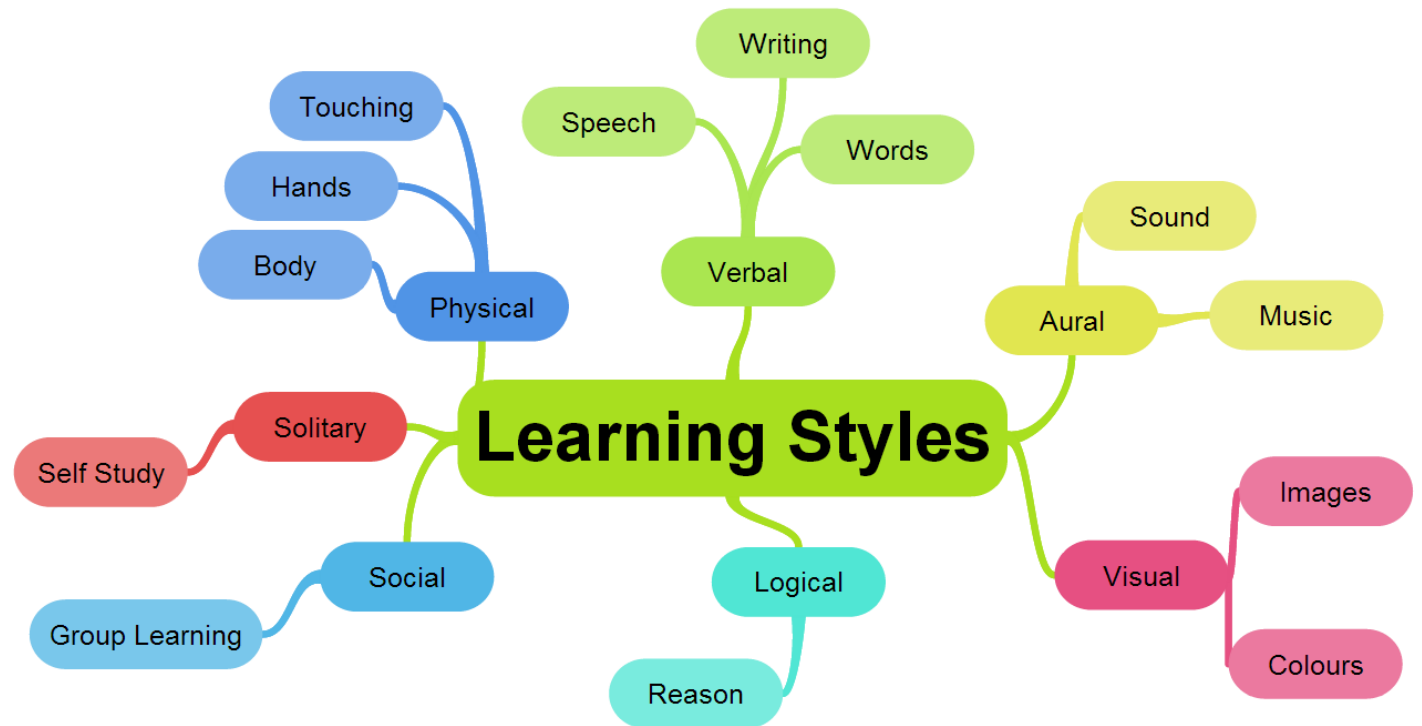 Learning Styles
Verbal
Speech
Writing
Words
Aural
Sound
Music
Visual
Images
Colours
Logical
Reason
Social
Group Learning
Solitary
Self Study
Physical
Body
Hands
Touching